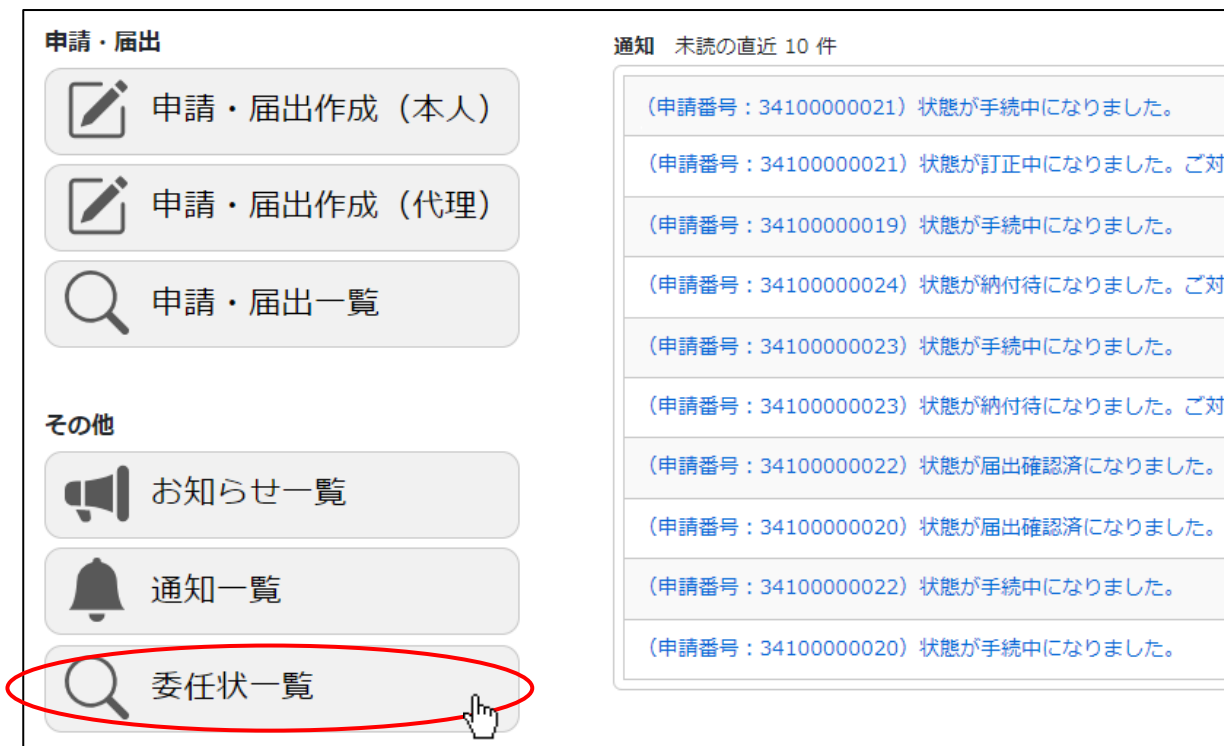 申請・届出
申請・届出作成（本人）
申請・届出作成（代理）
申請・届出一覧
その他
お知らせ一覧
通知一覧
委任状一覧
通知 未読の直近 10 件
（申請番号：34100000021）状態が手続中になりました。
（申請番号：34100000021）状態が訂正中になりました。ご対
（申請番号：34100000019）状態が手続中になりました。
（申請番号：34100000024）状態が納付待になりました。ご対
（申請番号：34100000023）状態が手続中になりました。
（申請番号：34100000023）状態が納付待になりました。ご対
（申請番号：34100000022）状態が届出確認済になりました。
（申請番号：34100000020）状態が届出確認済になりました。
（申請番号：34100000022）状態が手続中になりました。
（申請番号：34100000020）状態が手続中になりました。